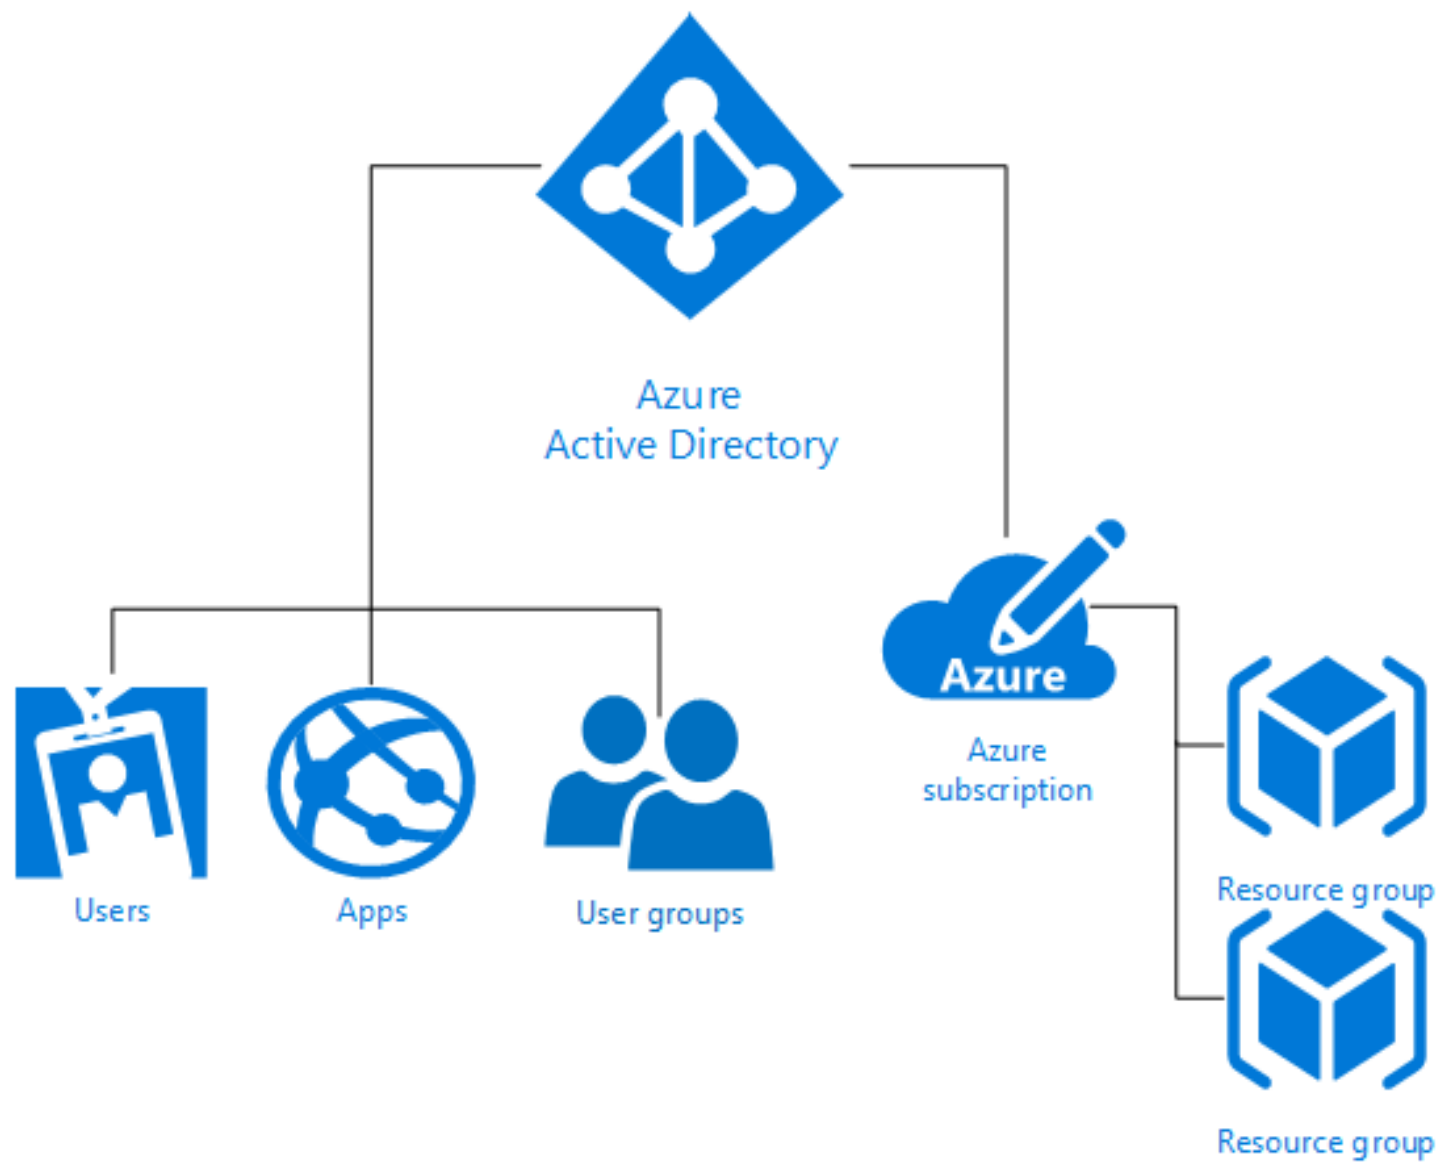 Azure
Active Directory
Azure
Azure
subscription
Users
Apps
User groups
Resource group
Resource group